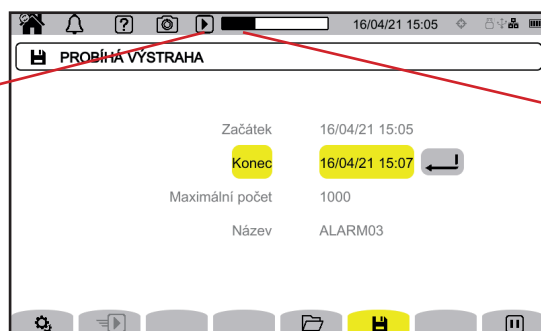 16/04/21 15:05
PROBÍHÁ VÝSTRAHA
Začátek 16/04/21 15:05
Konec 16/04/21 15:07
Maximální počet 1000
Název ALARM03